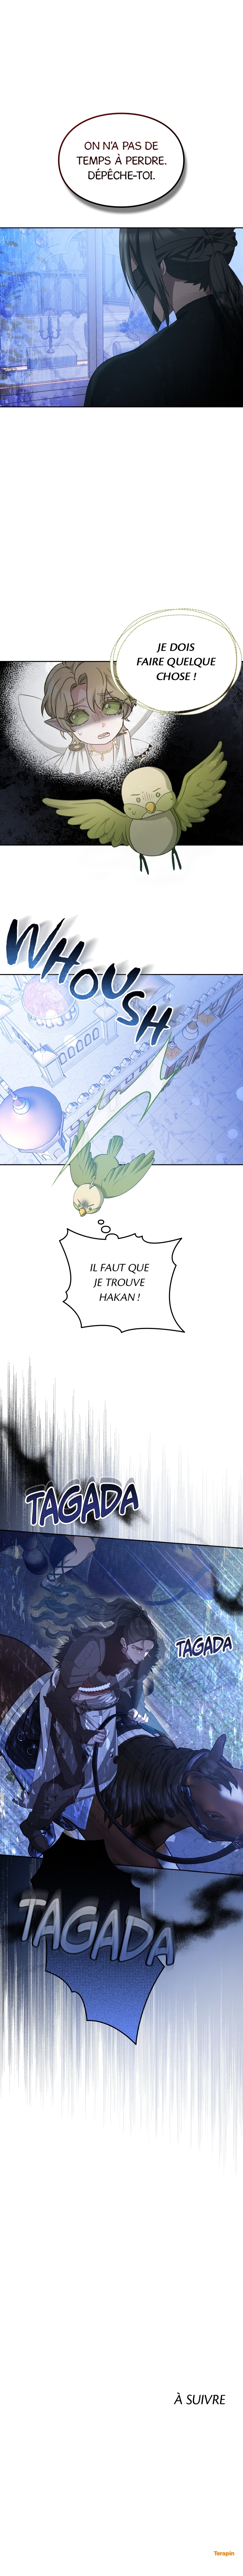 ON N'A PAS DE
TEMPS À PERDRE.
DÉPÊCHE-TOI.
JE DOIS
FAIRE QUELQUE
CHOSE !
WHOUSH
IL FAUT QUE
JE TROUVE
HAKAN !
TAGADA
TAGADA
TAGADA
À SUIVRE
Terapin